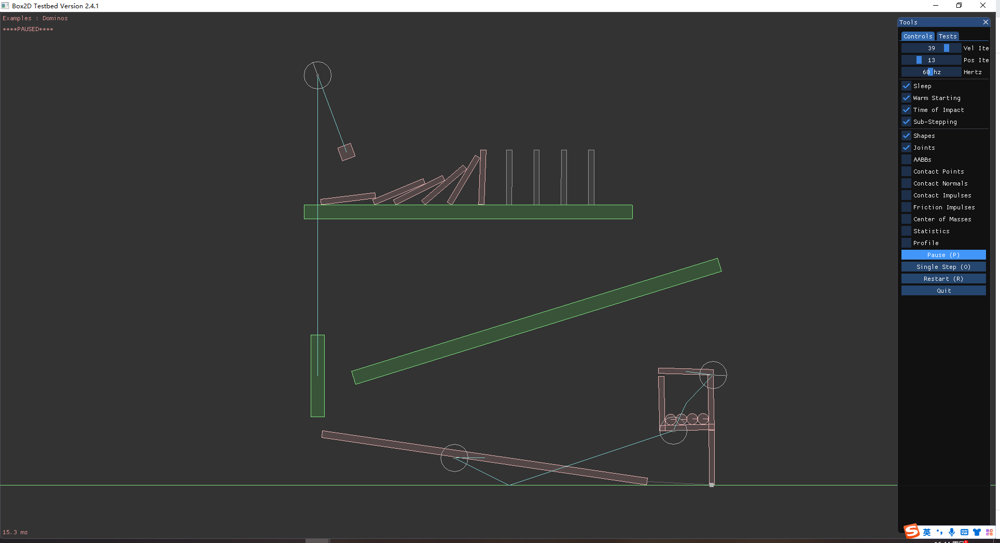 Box2D Testbed Version 2.4.1
Examples : Dominos
****PAUSED****
Tools
Controls Tests
39 Vel Ite
13 Pos Ite
60 hz Hertz
Sleep
Warm Starting
Time of Impact
Sub-Stepping
Shapes
Joints
AABBs
Contact Points
Contact Normals
Contact Impulses
Friction Impulses
Center of Masses
Statistics
Profile
Pause (P)
Single Step (O)
Restart (R)
Quit
15.3 ms
S 英